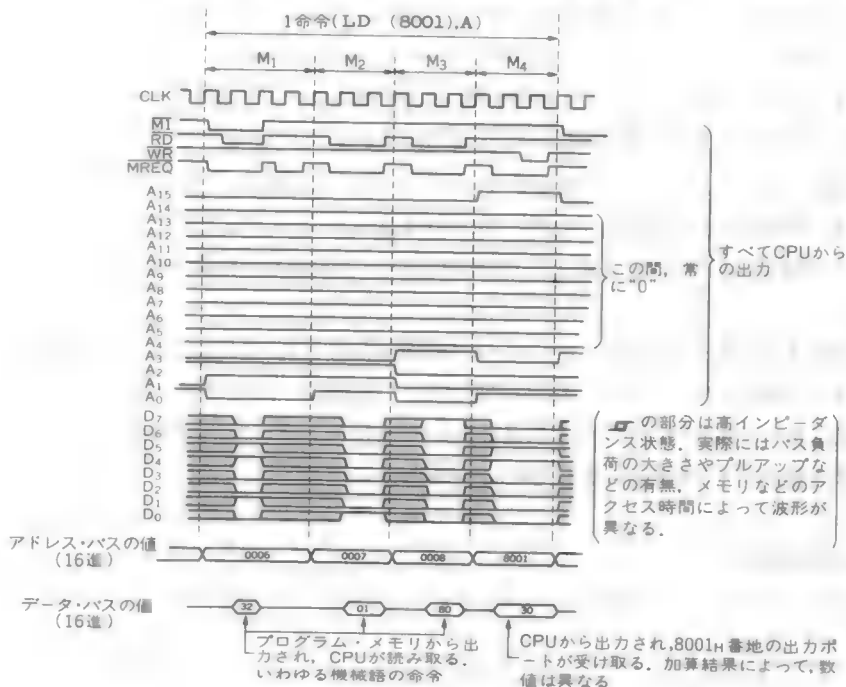 1命令(LD (8001),A)
M1 M2 M3 M4
CLK
MI
RD
WR
MREQ
A15
A14
A13
A12
A11
A10
A9
A8
A7
A6
A5
A4
A3
A2
A1
A0
この間,常
に"0"
すべてCPUから
の出力
D7
D6
D5
D4
D3
D2
D1
D0
の部分は高インピーダ
ンス状態.実際にはバス負
荷の大きさやプルアップな
どの有無,メモリなどのア
クセス時間によって波形が
異なる.
アドレス・バスの値
(16進)
0006 0007 0008 8001
データ・バスの値
(16進)
32 01 80 30
プログラム・メモリから出
力され,CPUが読み取る.
いわゆる機械語の命令
CPUから出力され,8001H番地の出力ポ
ートが受け取る.加算結果によって,数
値は異なる